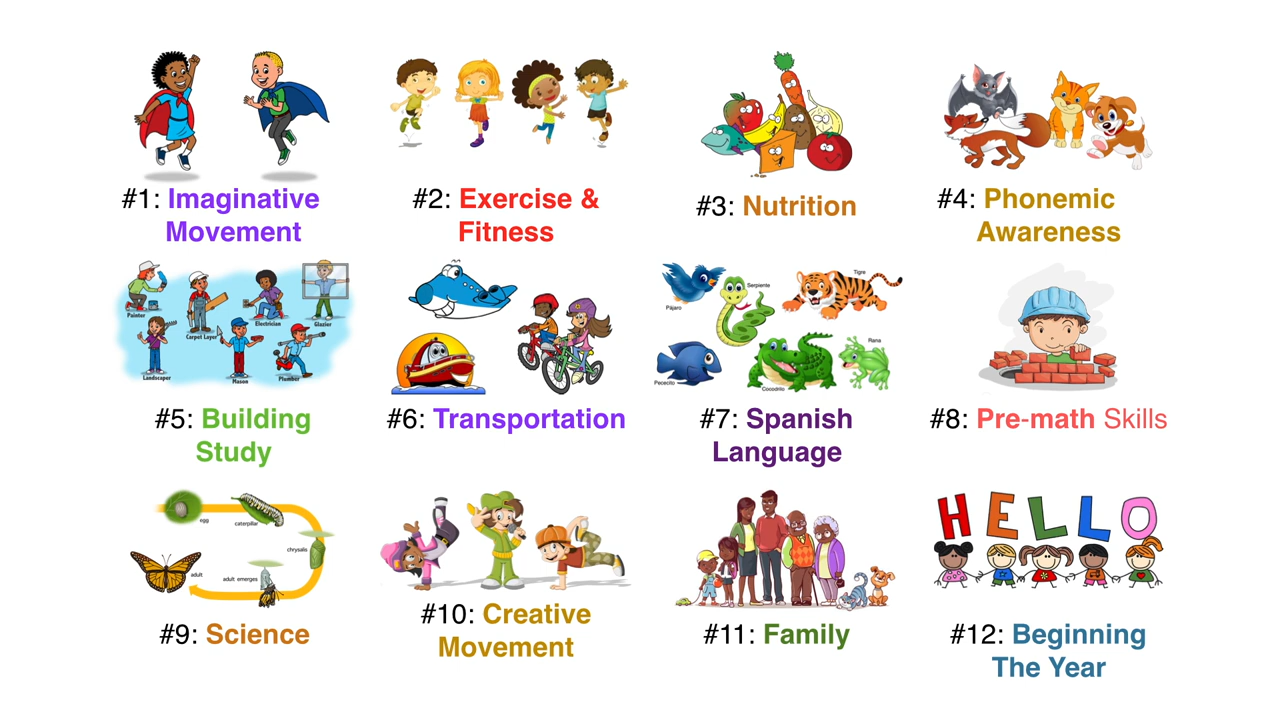 #1: Imaginative
Movement
#2: Exercise &
Fitness
#3: Nutrition
#4: Phonemic
Awareness
Painter
Carpet Layer
Electrician
Glazier
Landscaper
Mason
Plumber
#5: Building
Study
#6: Transportation
Pájaro
Serpiente
Tigre
Pececito
Cocodrilo
Rana
#7: Spanish
Language
#8: Pre-math Skills
egg
caterpillar
chrysalis
adult emerges
adult
#9: Science
#10: Creative
Movement
#11: Family
HELLO
#12: Beginning
The Year